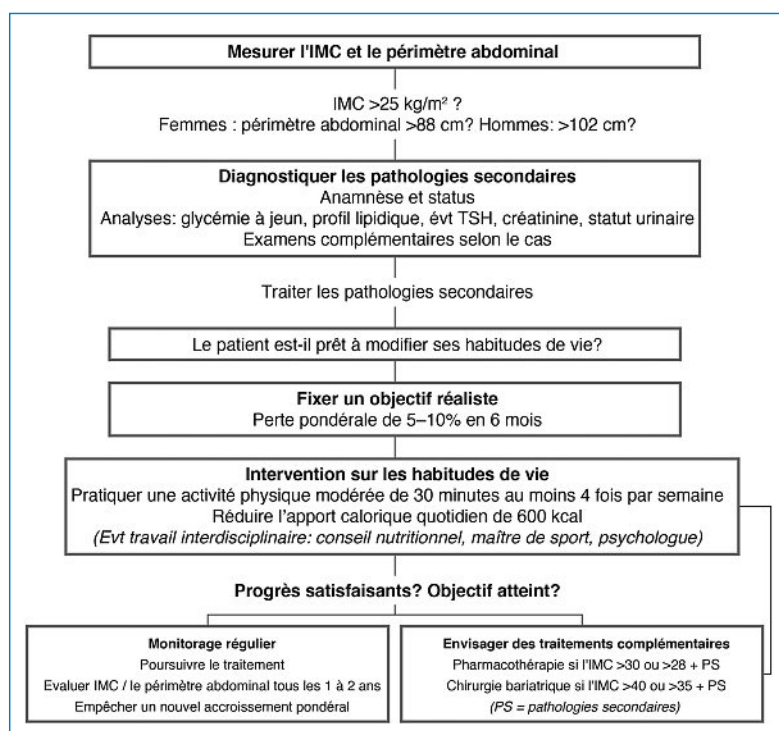 Mesurer l'IMC et le périmètre abdominal
IMC >25 kg/m² ?
Femmes : périmètre abdominal >88 cm? Hommes: >102 cm?
Diagnostiquer les pathologies secondaires
Anamnèse et status
Analyses: glycémie à jeun, profil lipidique, évt TSH, créatinine, statut urinaire
Examens complémentaires selon le cas
Traiter les pathologies secondaires
Le patient est-il prêt à modifier ses habitudes de vie?
Fixer un objectif réaliste
Perte pondérale de 5–10% en 6 mois
Intervention sur les habitudes de vie
Pratiquer une activité physique modérée de 30 minutes au moins 4 fois par semaine
Réduire l'apport calorique quotidien de 600 kcal
(Evt travail interdisciplinaire: conseil nutritionnel, maître de sport, psychologue)
Progrès satisfaisants? Objectif atteint?
Monitorage régulier
Poursuivre le traitement
Evaluer IMC / le périmètre abdominal tous les 1 à 2 ans
Empêcher un nouvel accroissement pondéral
Envisager des traitements complémentaires
Pharmacothérapie si l'IMC >30 ou >28 + PS
Chirurgie bariatrique si l'IMC >40 ou >35 + PS
(PS = pathologies secondaires)